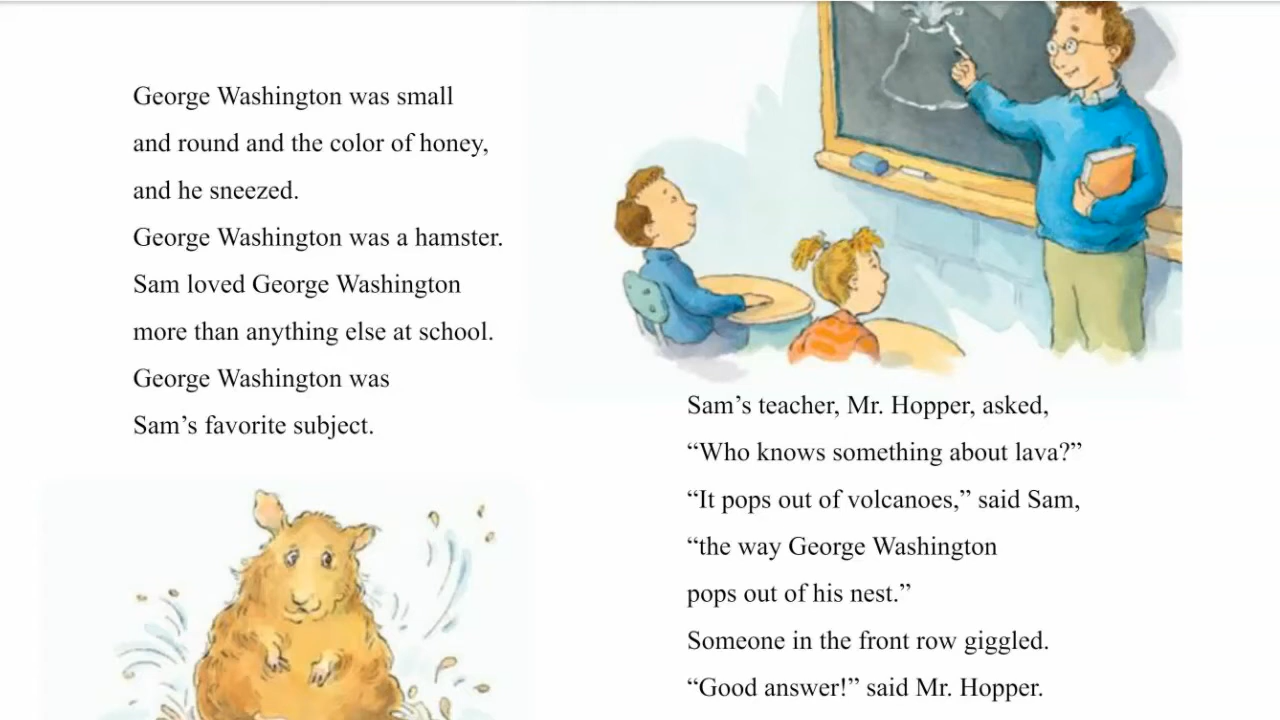 George Washington was small
and round and the color of honey,
and he sneezed.
George Washington was a hamster.
Sam loved George Washington
more than anything else at school.
George Washington was
Sam’s favorite subject.
Sam’s teacher, Mr. Hopper, asked,
“Who knows something about lava?”
“It pops out of volcanoes,” said Sam,
“the way George Washington
pops out of his nest.”
Someone in the front row giggled.
“Good answer!” said Mr. Hopper.